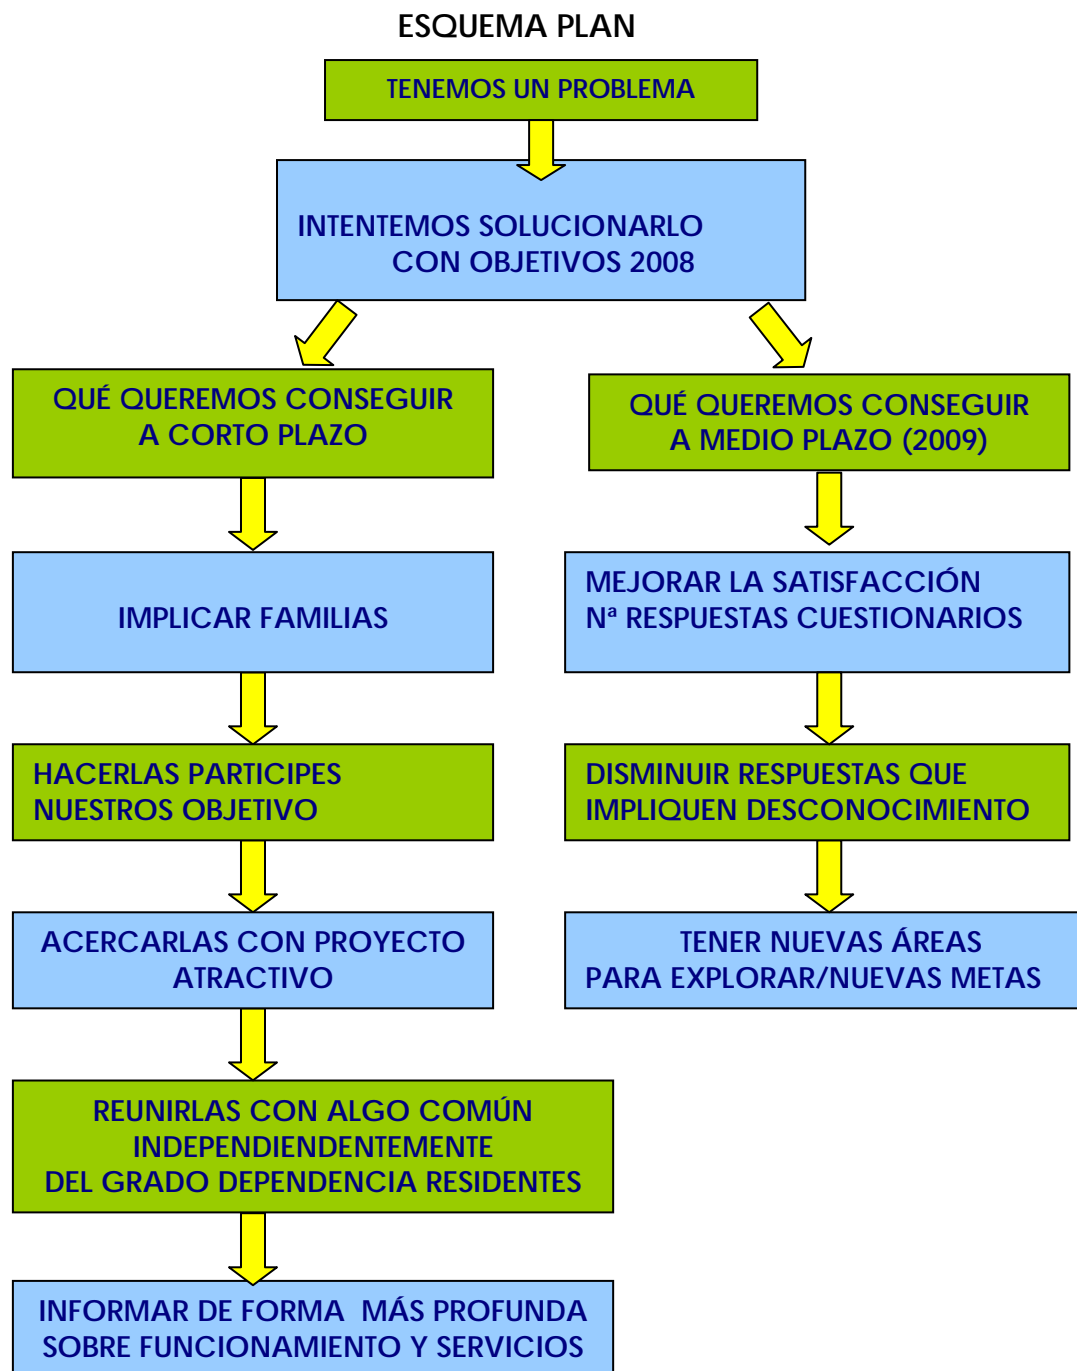 ESQUEMA PLAN
TENEMOS UN PROBLEMA
INTENTEMOS SOLUCIONARLO
CON OBJETIVOS 2008
QUÉ QUEREMOS CONSEGUIR
A CORTO PLAZO
QUÉ QUEREMOS CONSEGUIR
A MEDIO PLAZO (2009)
IMPLICAR FAMILIAS
MEJORAR LA SATISFACCIÓN
Nª RESPUESTAS CUESTIONARIOS
HACERLAS PARTICIPES
NUESTROS OBJETIVO
DISMINUIR RESPUESTAS QUE
IMPLIQUEN DESCONOCIMIENTO
ACERCARLAS CON PROYECTO
ATRACTIVO
TENER NUEVAS ÁREAS
PARA EXPLORAR/NUEVAS METAS
REUNIRLAS CON ALGO COMÚN
INDEPENDIENDENTEMENTE
DEL GRADO DEPENDENCIA RESIDENTES
INFORMAR DE FORMA MÁS PROFUNDA
SOBRE FUNCIONAMIENTO Y SERVICIOS